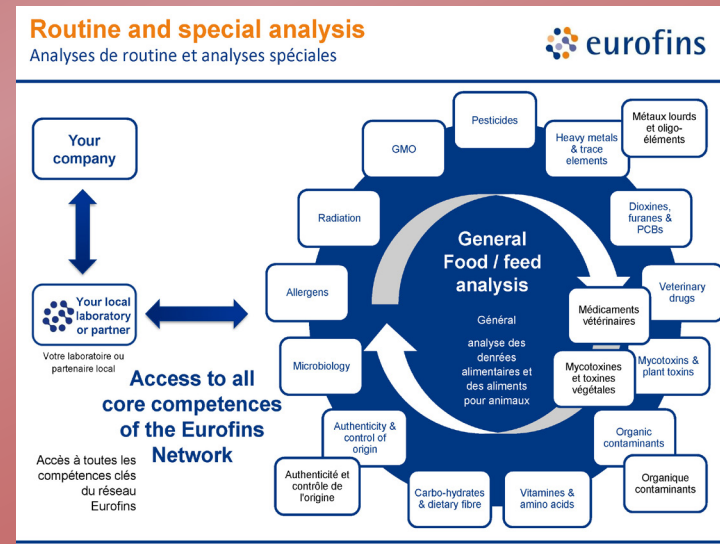 Routine and special analysis
Analyses de routine et analyses spéciales
eurofins
Your
company
Your local
laboratory
or partner
Votre laboratoire ou
partenaire local
Access to all
core competences
of the Eurofins
Network
Accès à toutes les
compétences clés
du réseau
Eurofins
Pesticides
Heavy metals
& trace
elements
Métaux lourds
et oligo-
éléments
Dioxines,
furanes &
PCBs
Veterinary
drugs
Médicaments
vétérinaires
Mycotoxins &
plant toxins
Mycotoxines
et toxines
végétales
Organic
contaminants
Organique
contaminants
Vitamines &
amino acids
Carbo-hydrates
& dietary fibre
Authenticity &
control of
origin
Authenticité et
contrôle de
l'origine
Microbiology
Allergens
Radiation
GMO
General
Food / feed
analysis
Général
analyse des
denrées
alimentaires et
des aliments
pour animaux